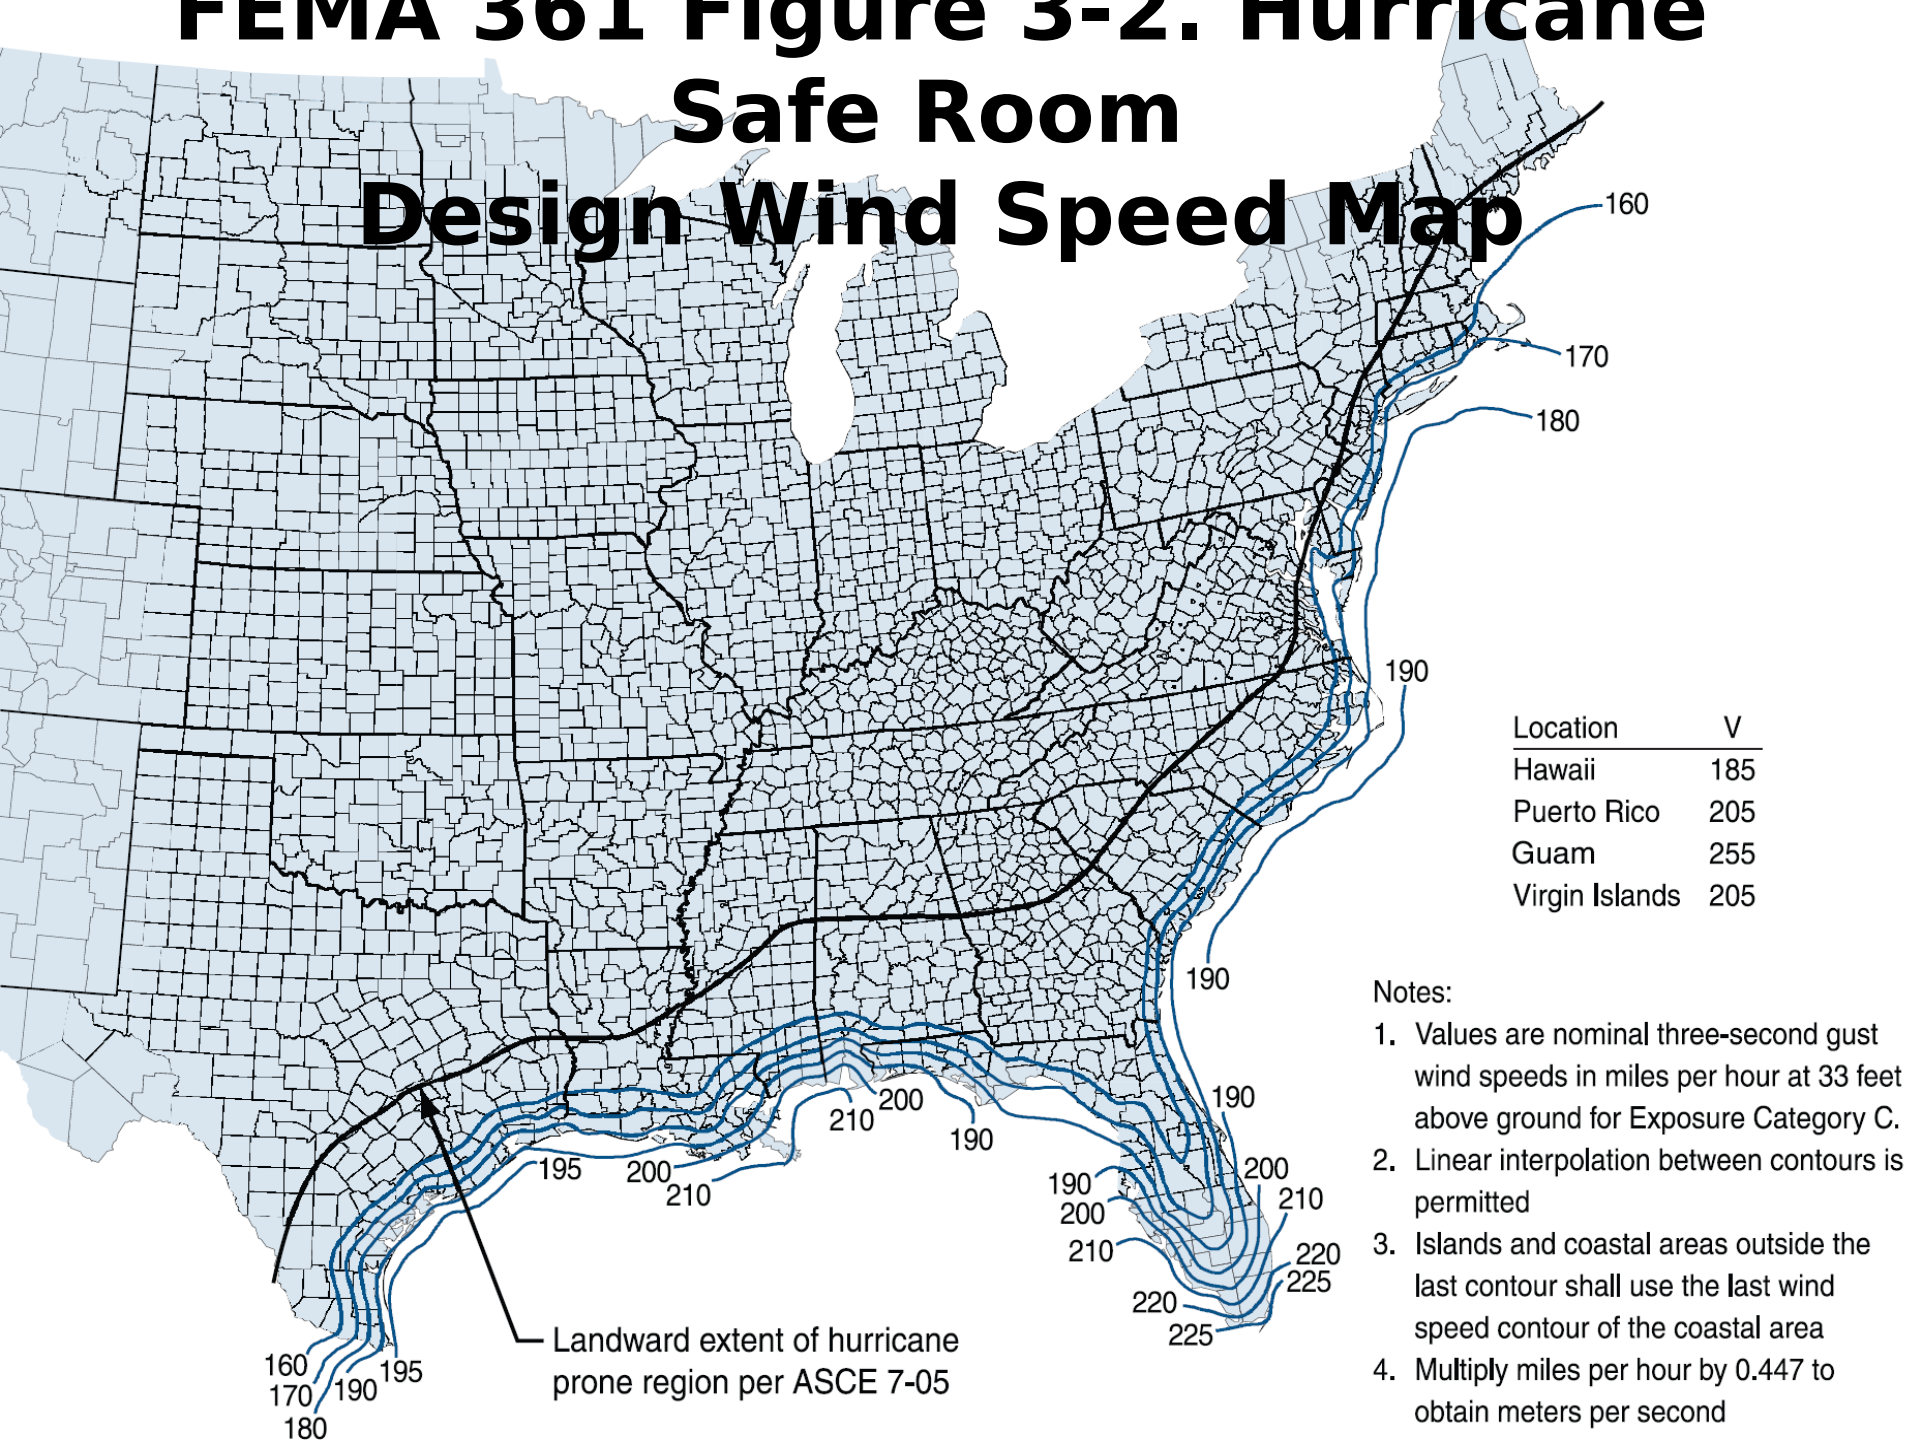 FEMA 361 Figure 3-2. Hurricane
Safe Room
Design Wind Speed Map
160
170
180
190
Location V
Hawaii 185
Puerto Rico 205
Guam 255
Virgin Islands 205
190
Notes:
1. Values are nominal three-second gust
wind speeds in miles per hour at 33 feet
above ground for Exposure Category C.
2. Linear interpolation between contours is
permitted
3. Islands and coastal areas outside the
last contour shall use the last wind
speed contour of the coastal area
4. Multiply miles per hour by 0.447 to
obtain meters per second
190
200
210
190
195
200
210
190
200
210
220
225
200
210
220
225
Landward extent of hurricane
prone region per ASCE 7-05
160
170
180
190
195